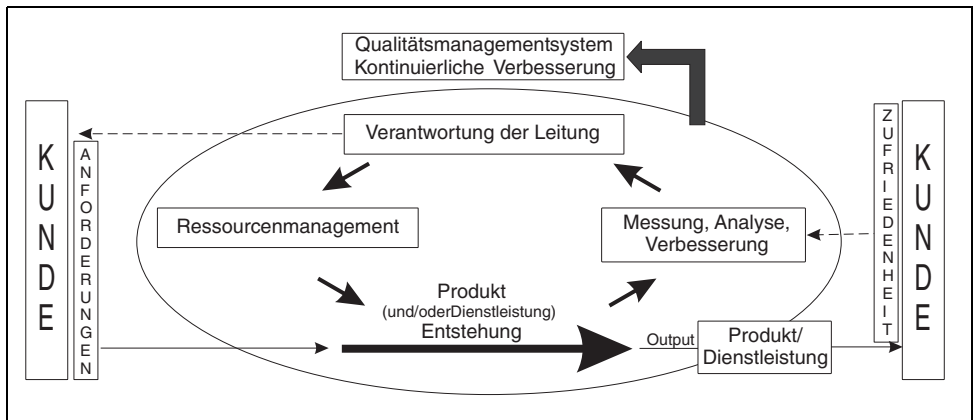 Qualitätsmanagementsystem
Kontinuierliche Verbesserung
KUNDE
ANFORDERUNGEN
Verantwortung der Leitung
ZUFRIEDENHEIT
KUNDE
Ressourcenmanagement
Messung, Analyse,
Verbesserung
Produkt
(und/oderDienstleistung)
Entstehung
Output
Produkt/
Dienstleistung